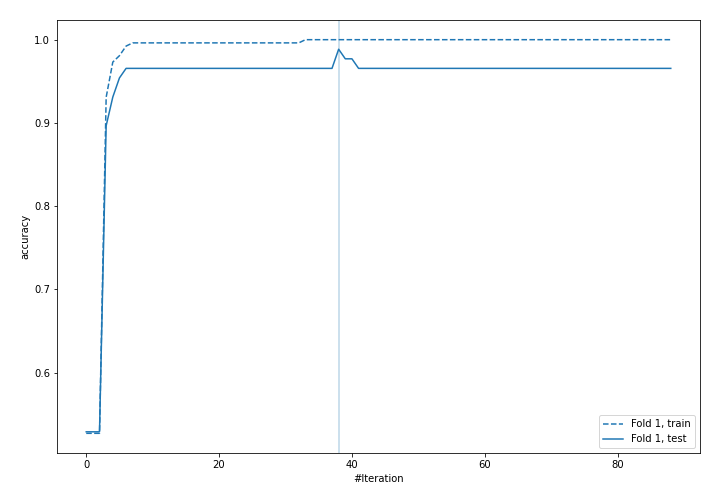 1.0
0.9
0.8
0.7
0.6
accuracy
0
20
40
60
80
#Iteration
Fold 1, train
Fold 1, test